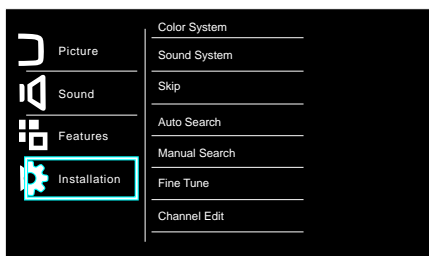 Picture
Sound
Features
Installation
Color System
Sound System
Skip
Auto Search
Manual Search
Fine Tune
Channel Edit